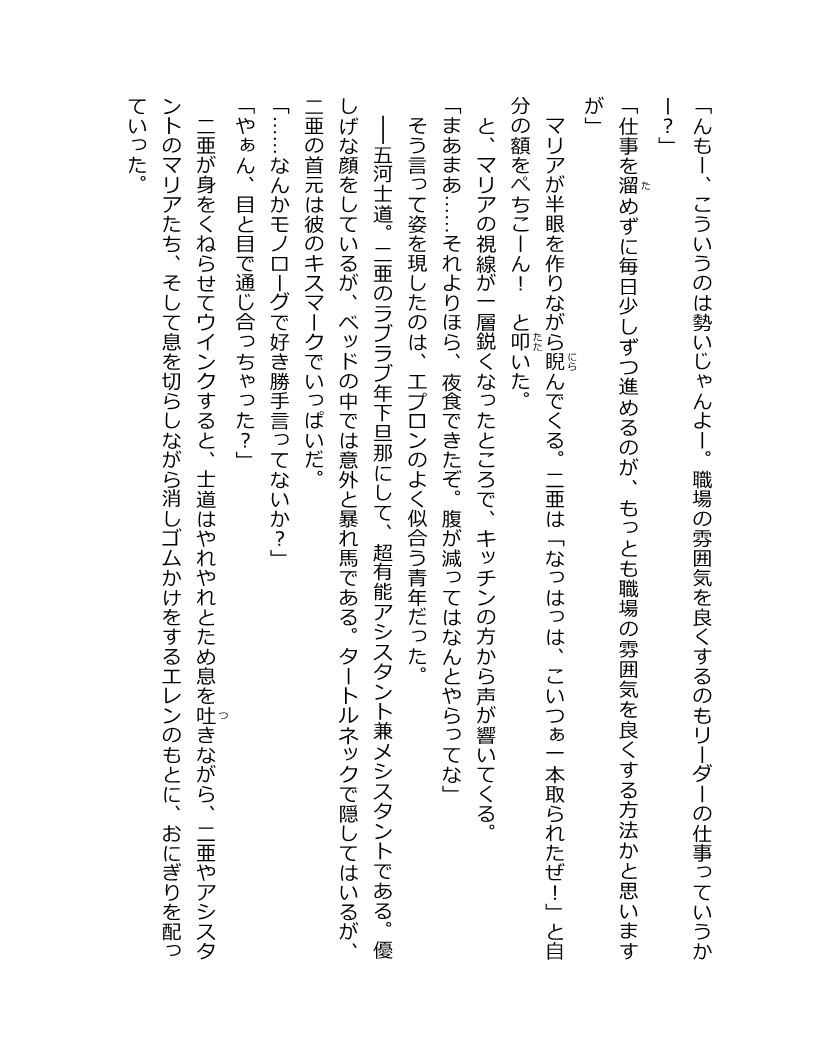 「んもー、こういうのは勢いじゃんよー。職場の雰囲気を良くするのもリーダーの仕事っていうか
ー？」
「仕事を溜めずに毎日少しずつ進めるのが、もっとも職場の雰囲気を良くする方法かと思います
が」
　マリアが半眼を作りながら睨んでくる。二亜は「なっはっは、こいつぁ一本取られたぜ！」と自
分の額をぺちこーん！　と叩いた。
　と、マリアの視線が一層鋭くなったところで、キッチンの方から声が響いてくる。
「まあまあ……それよりほら、夜食できたぞ。腹が減ってはなんとやらってな」
　そう言って姿を現したのは、エプロンのよく似合う青年だった。
　――五河士道。二亜のラブラブ年下旦那にして、超有能アシスタント兼メシスタントである。優
しげな顔をしているが、ベッドの中では意外と暴れ馬である。タートルネックで隠してはいるが、
二亜の首元は彼のキスマークでいっぱいだ。
「……なんかモノローグで好き勝手言ってないか？」
「やぁん、目と目で通じ合っちゃった？」
　二亜が身をくねらせてウインクすると、士道はやれやれとため息を吐きながら、二亜やアシスタ
ントのマリアたち、そして息を切らしながら消しゴムかけをするエレンのもとに、おにぎりを配っ
ていった。